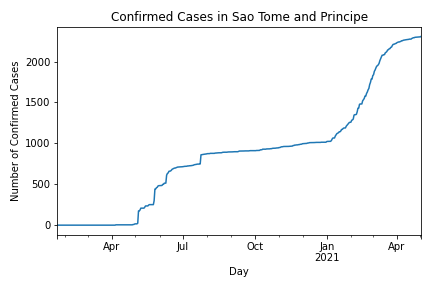 Confirmed Cases in Sao Tome and Principe
Number of Confirmed Cases
2000
1500
1000
500
0
Apr Jul Oct Jan Apr
2021
Day